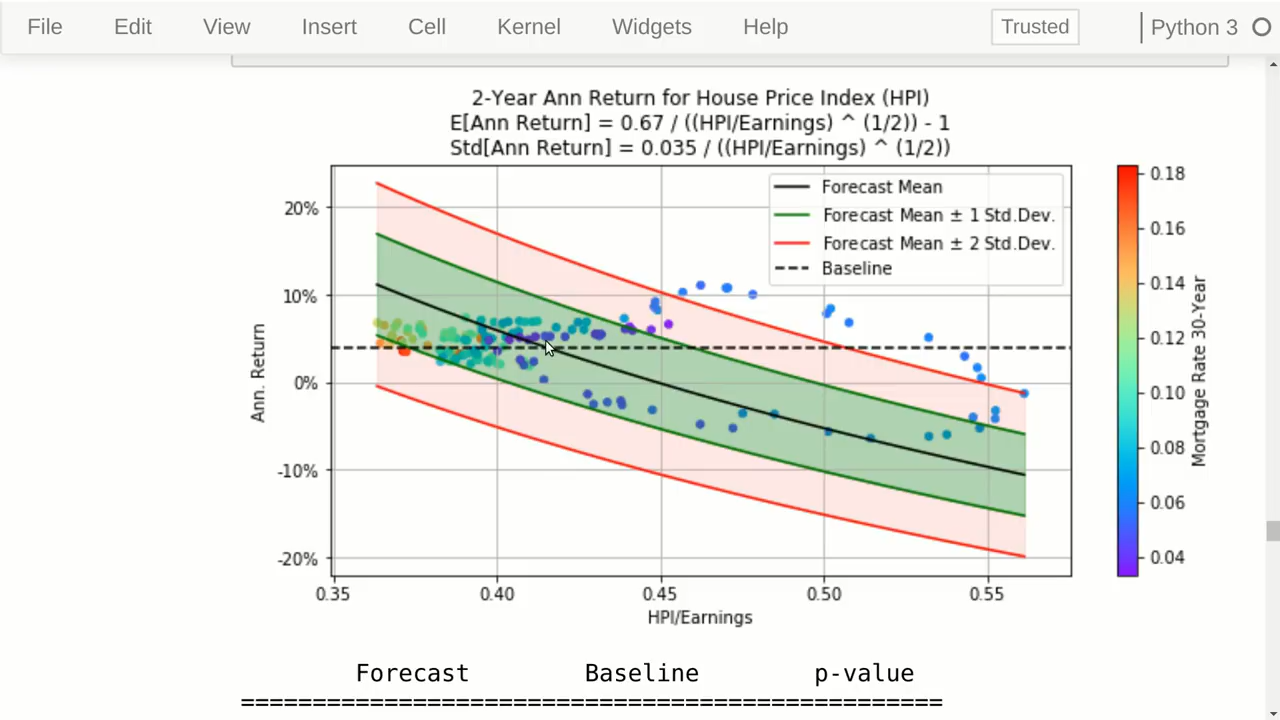 File Edit View Insert Cell Kernel Widgets Help Trusted Python 3
2-Year Ann Return for House Price Index (HPI)
E[Ann Return] = 0.67 / ((HPI/Earnings) ^ (1/2)) - 1
Std[Ann Return] = 0.035 / ((HPI/Earnings) ^ (1/2))
Forecast Mean
Forecast Mean ± 1 Std.Dev.
Forecast Mean ± 2 Std.Dev.
Baseline
20%
10%
0%
-10%
-20%
Ann. Return
0.35 0.40 0.45 0.50 0.55
HPI/Earnings
0.18
0.16
0.14
0.12
0.10
0.08
0.06
0.04
Mortgage Rate 30-Year
Forecast Baseline p-value
=================================================